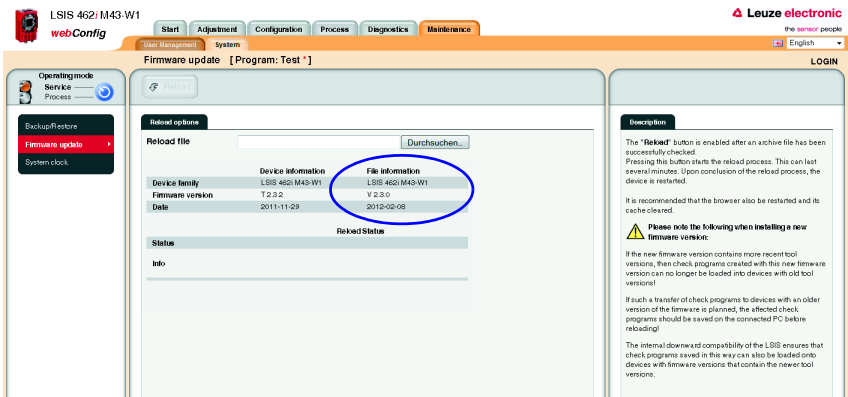 LSIS 462i M43-W1
webConfig
Leuze electronic
the sensor people
Start Adjustment Configuration Process Diagnostics Maintenance
User Management System
English
Firmware update [Program: Test *]
LOGIN
Operating mode
Service
Process
Reload
Backup/Restore
Firmware update
System clock
Reload options
Reload file
Durchsuchen...
Device information File information
Device family LSIS 462i M43-W1 LSIS 462i M43-W1
Firmware version T 2.3.2 V 2.3.0
Date 2011-11-29 2012-02-08
Reload Status
Status
Info
Description
The "Reload" button is enabled after an archive file has been
successfully checked.
Pressing this button starts the reload process. This can last
several minutes. Upon conclusion of the reload process, the
device is restarted.
It is recommended that the browser also be restarted and its
cache cleared.
Please note the following when installing a new
firmware version:
If the new firmware version contains more recent tool
versions, then check programs created with this new firmware
version can no longer be loaded into devices with old tool
versions!
If such a transfer of check programs to devices with an older
version of the firmware is planned, the affected check
programs should be saved on the connected PC before
reloading!
The internal downward compatibility of the LSIS ensures that
check programs saved in this way can also be loaded onto
devices with firmware versions that contain the newer tool
versions.